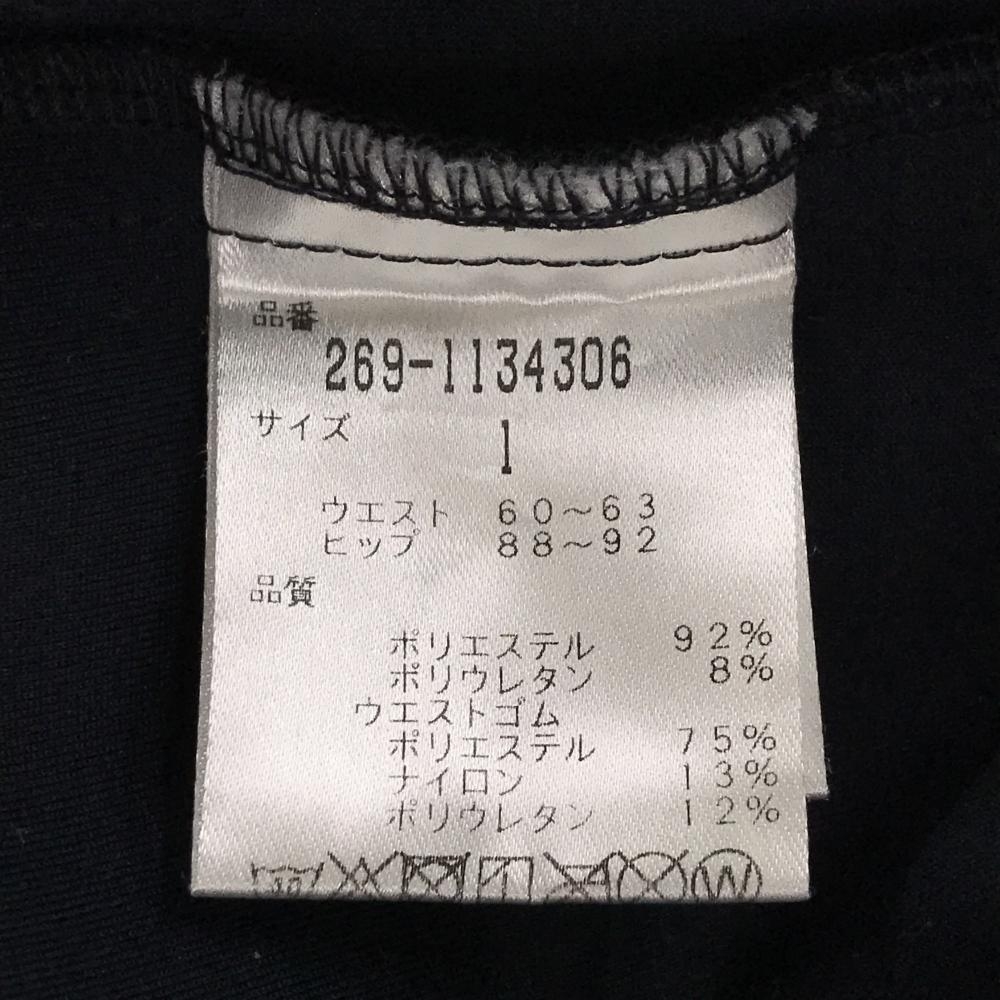 品番
269-1134306
サイズ 1
ウエスト 60~63
ヒップ 88~92
品質
ポリエステル 92%
ポリウレタン 8%
ウエストゴム
ポリエステル 75%
ナイロン 13%
ポリウレタン 12%
30
W